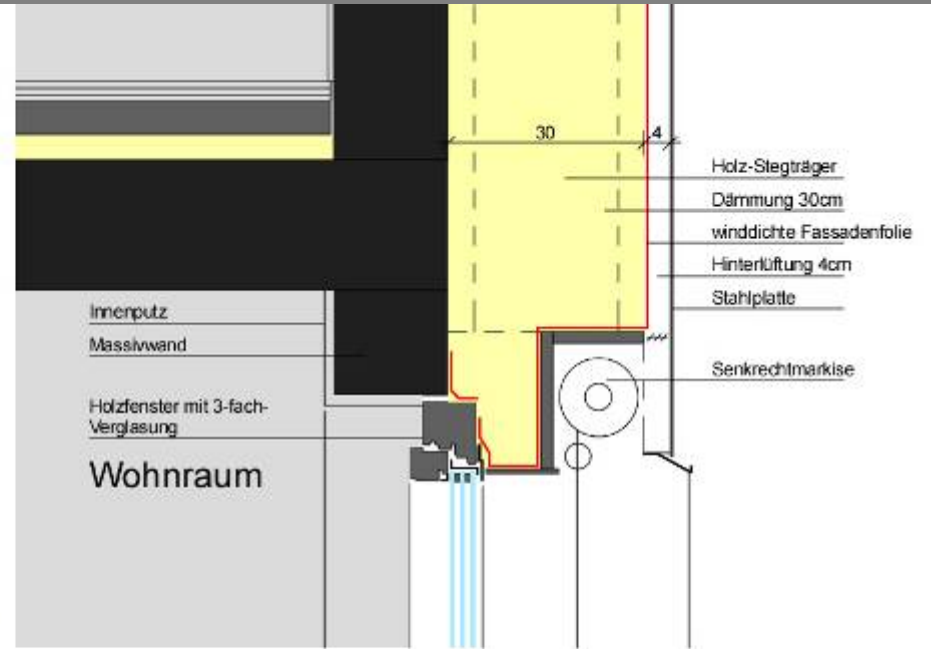 30
4
Holz-Stegträger
Dämmung 30cm
winddichte Fassadenfolie
Hinterlüftung 4cm
Stahlplatte
Innenputz
Massivwand
Senkrechtmarkise
Holzfenster mit 3-fach-
Verglasung
Wohnraum